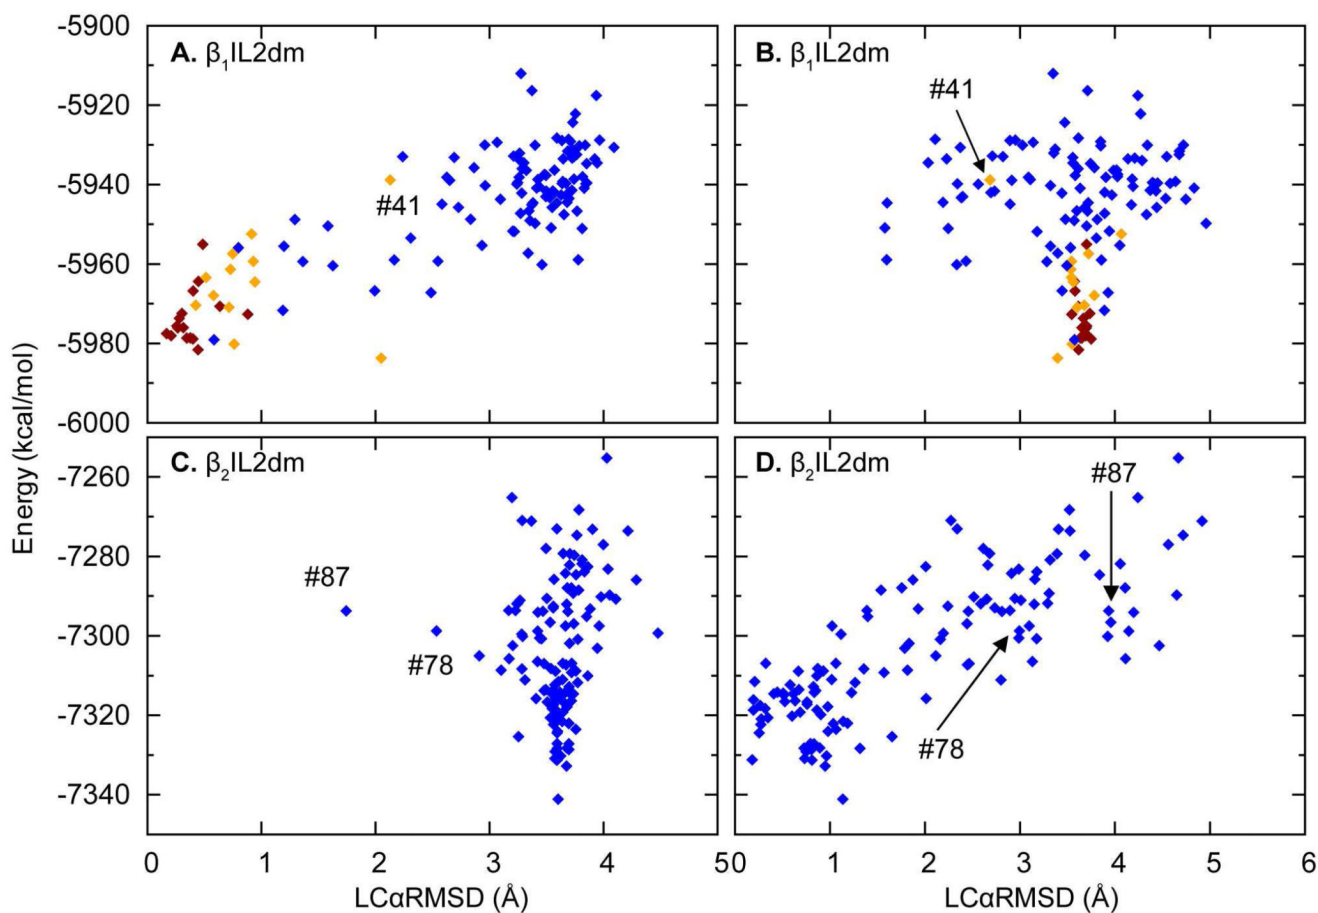 A. β₁IL2dm
B. β₁IL2dm
-5900
-5920
-5940
-5960
-5980
-6000
#41
#41
Energy (kcal/mol)
C. β₂IL2dm
D. β₂IL2dm
-7260
-7280
-7300
-7320
-7340
#87
#78
#87
#78
0 1 2 3 4 5
0 1 2 3 4 5 6
LCαRMSD (Å)
LCαRMSD (Å)